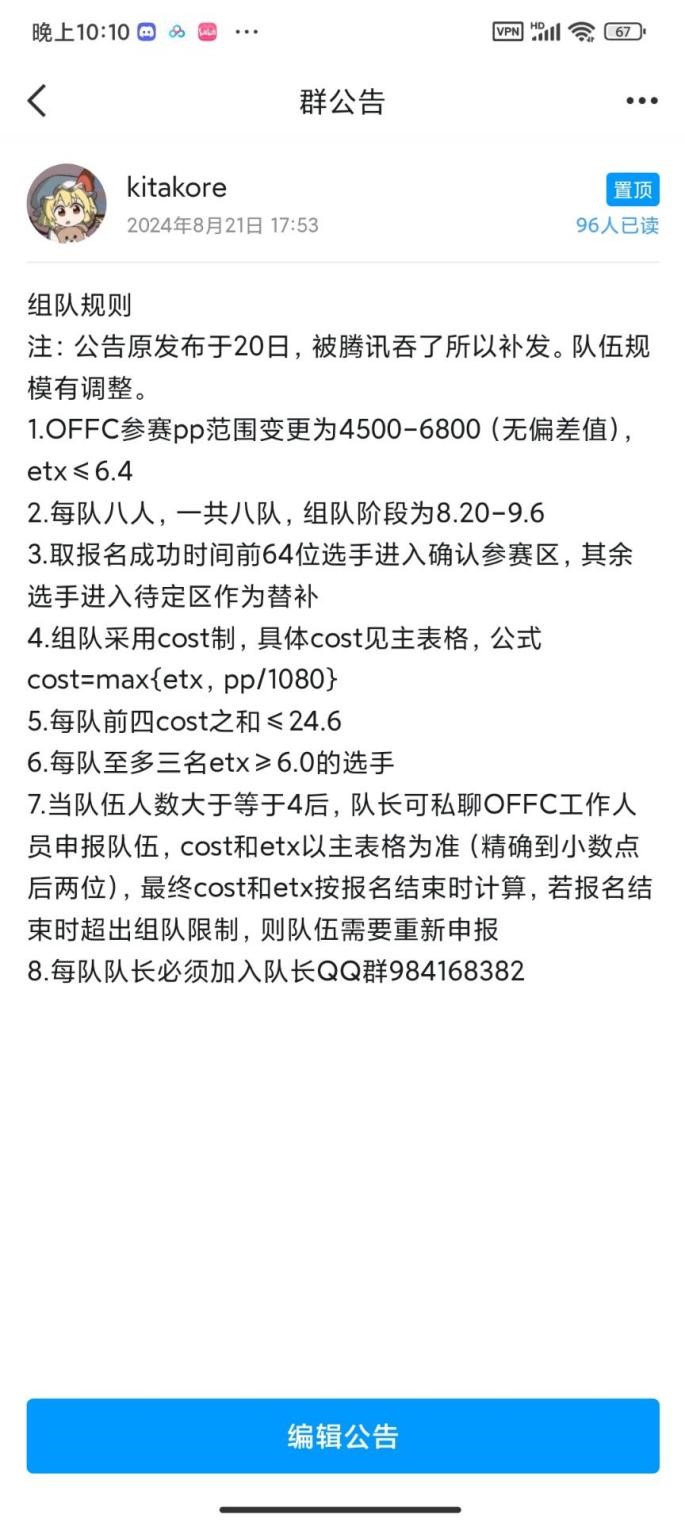 晚上10:10
VPN HD 67
群公告
kitakore
置顶
2024年8月21日 17:53
96人已读
组队规则
注：公告原发布于20日，被腾讯吞了所以补发。队伍规
模有调整。
1.OFFC参赛pp范围变更为4500-6800（无偏差值），
etx≤6.4
2.每队八人，一共八队，组队阶段为8.20-9.6
3.取报名成功时间前64位选手进入确认参赛区，其余
选手进入待定区作为替补
4.组队采用cost制，具体cost见主表格，公式
cost=max{etx，pp/1080}
5.每队前四cost之和≤24.6
6.每队至多三名etx≥6.0的选手
7.当队伍人数大于等于4后，队长可私聊OFFC工作人
员申报队伍，cost和etx以主表格为准（精确到小数点
后两位），最终cost和etx按报名结束时计算，若报名结
束时超出组队限制，则队伍需要重新申报
8.每队队长必须加入队长QQ群984168382
编辑公告